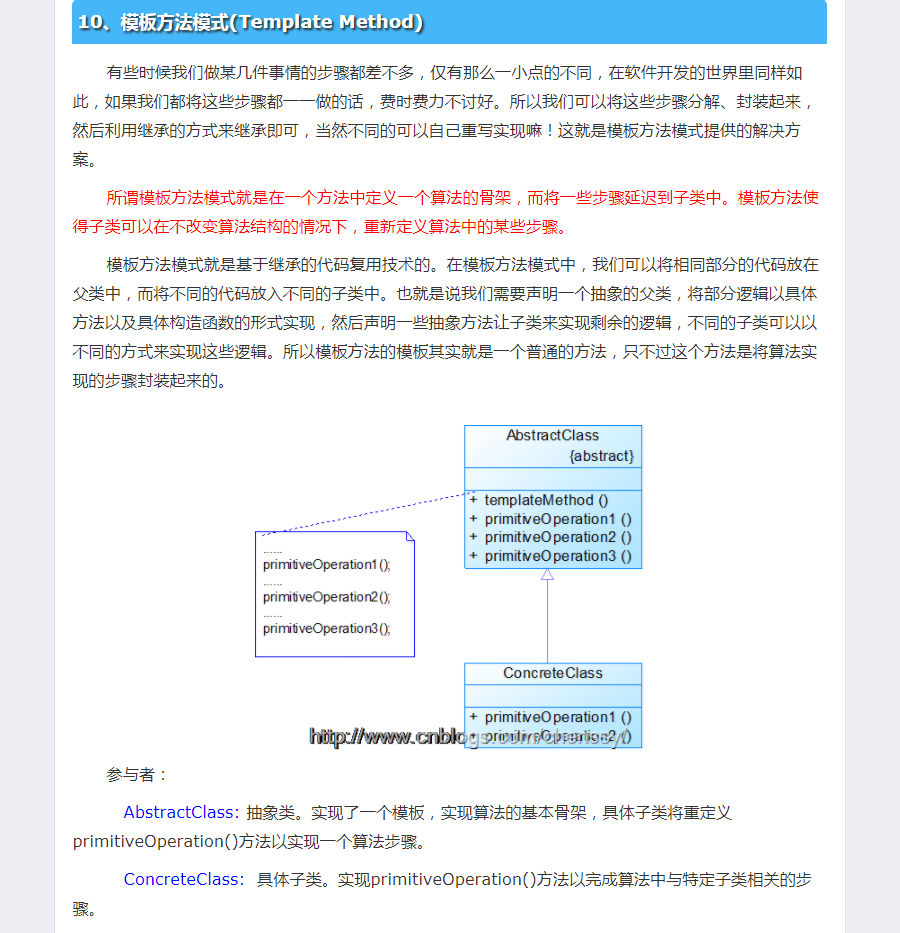 10、模板方法模式(Template Method)
有些时候我们做某几件事情的步骤都差不多，仅有那么一小点的不同，在软件开发的世界里同样如
此，如果我们都将这些步骤都一一做的话，费时费力不讨好。所以我们可以将这些步骤分解、封装起来，
然后利用继承的方式来继承即可，当然不同的可以自己重写实现嘛！这就是模板方法模式提供的解决方
案。
所谓模板方法模式就是在一个方法中定义一个算法的骨架，而将一些步骤延迟到子类中。模板方法使
得子类可以在不改变算法结构的情况下，重新定义算法中的某些步骤。
模板方法模式就是基于继承的代码复用技术的。在模板方法模式中，我们可以将相同部分的代码放在
父类中，而将不同的代码放入不同的子类中。也就是说我们需要声明一个抽象的父类，将部分逻辑以具体
方法以及具体构造函数的形式实现，然后声明一些抽象方法让子类来实现剩余的逻辑，不同的子类可以以
不同的方式来实现这些逻辑。所以模板方法的模板其实就是一个普通的方法，只不过这个方法是将算法实
现的步骤封装起来的。
AbstractClass
{abstract}
+ templateMethod ()
+ primitiveOperation1 ()
+ primitiveOperation2 ()
+ primitiveOperation3 ()
......
primitiveOperation1();
......
primitiveOperation2();
......
primitiveOperation3();
ConcreteClass
+ primitiveOperation1 ()
+ primitiveOperation2 ()
http://www.cnblogs.com/chenssy/
参与者：
AbstractClass: 抽象类。实现了一个模板，实现算法的基本骨架，具体子类将重定义
primitiveOperation()方法以实现一个算法步骤。
ConcreteClass: 具体子类。实现primitiveOperation()方法以完成算法中与特定子类相关的步
骤。